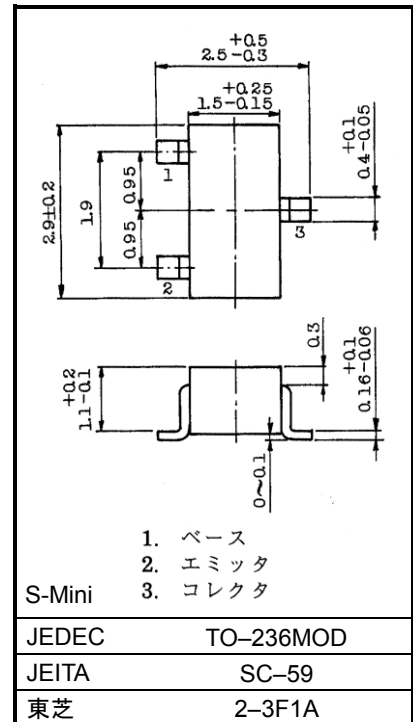 +0.5
2.5-0.3
+0.25
1.5-0.15
2.9±0.2
1.9
0.95
0.95
1
2
3
+0.1
0.4-0.05
+0.2
1.1-0.1
0.3
+0.1
0.16-0.06
0~0.1
1. ベース
2. エミッタ
3. コレクタ
S-Mini
JEDEC TO–236MOD
JEITA SC–59
東芝 2–3F1A